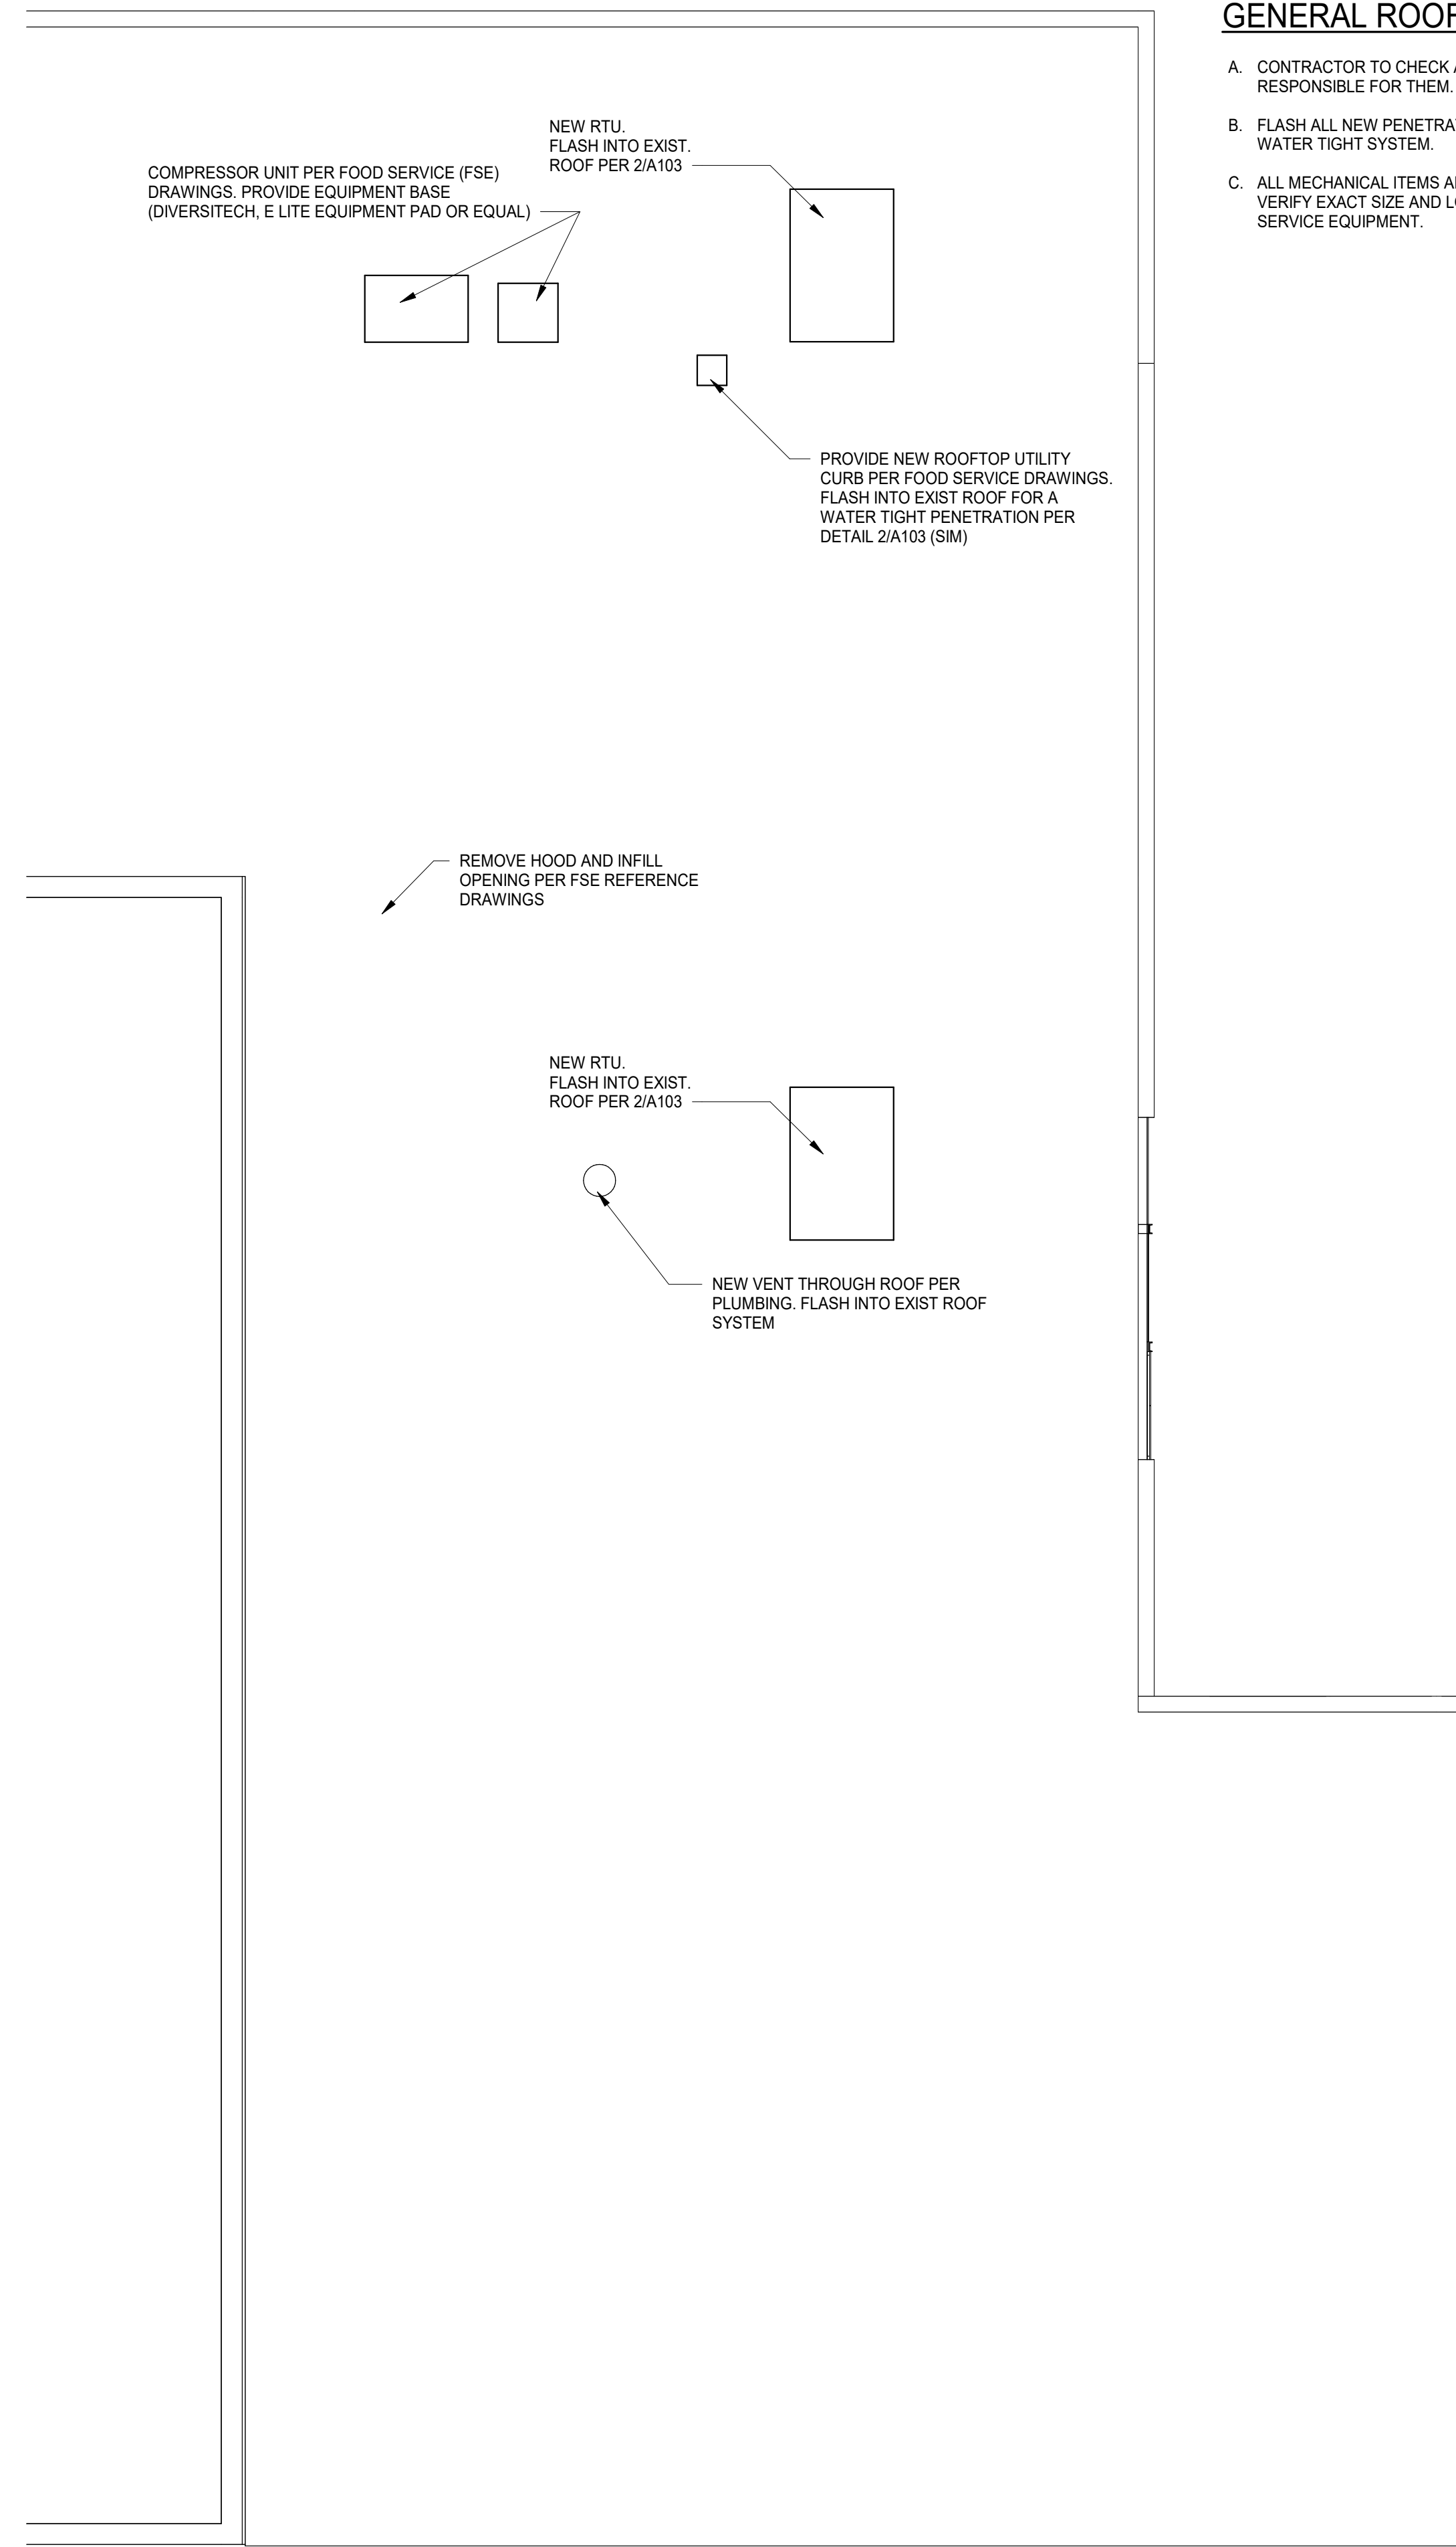 GENERAL ROOF
A. CONTRACTOR TO CHECK
RESPONSIBLE FOR THEM.
B. FLASH ALL NEW
WATER TIGHT SYSTEM.
C. ALL MECHANICAL ITEMS
VERIFY EXACT SIZE AND
SERVICE EQUIPMENT.
NEW RTU.
FLASH INTO EXIST.
ROOF PER 2/A103
COMPRESSOR UNIT PER FOOD SERVICE (FSE)
DRAWINGS. PROVIDE EQUIPMENT BASE
(DIVERSITECH, E LITE EQUIPMENT PAD OR EQUAL)
PROVIDE NEW ROOFTOP UTILITY
CURB PER FOOD SERVICE DRAWINGS.
FLASH INTO EXIST ROOF FOR A
WATER TIGHT PENETRATION PER
DETAIL 2/A103 (SIM)
REMOVE HOOD AND INFILL
OPENING PER FSE REFERENCE
DRAWINGS
NEW RTU.
FLASH INTO EXIST.
ROOF PER 2/A103
NEW VENT THROUGH ROOF PER
PLUMBING. FLASH INTO EXIST ROOF
SYSTEM